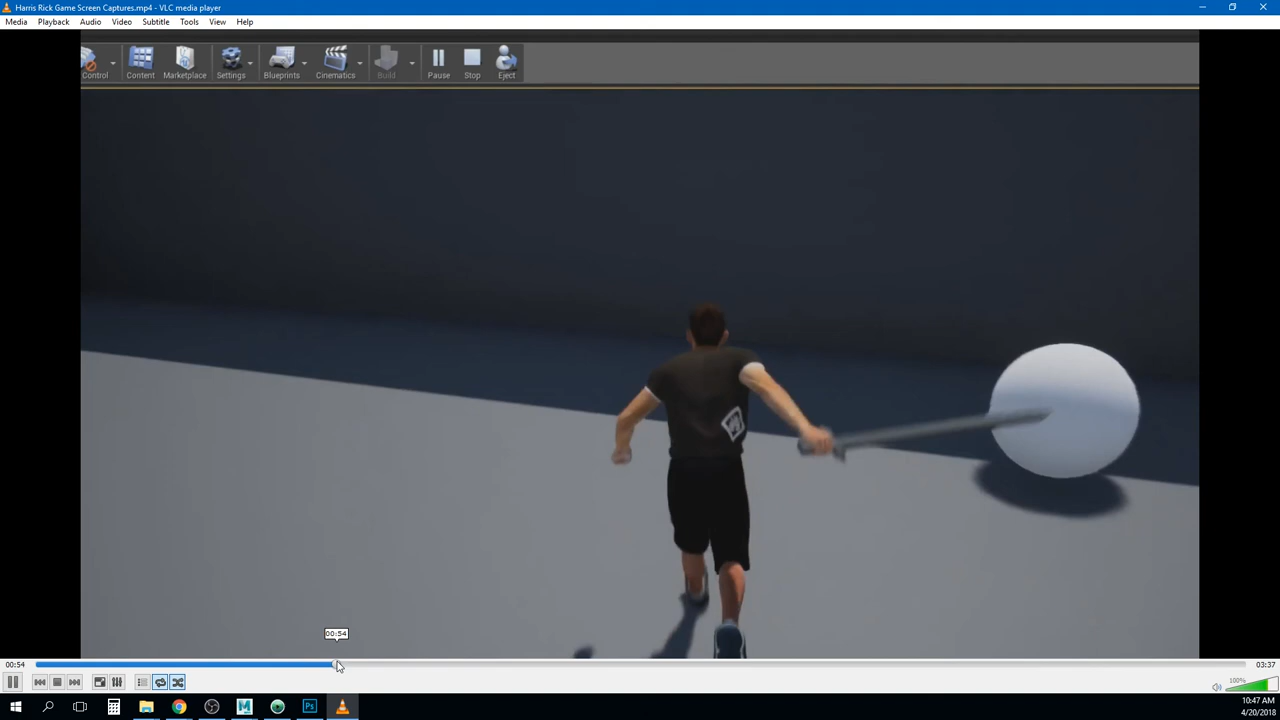 Harris Rick Game Screen Captures.mp4 - VLC media player
Media Playback Audio Video Subtitle Tools View Help
Control Content Marketplace Settings Blueprints Cinematics Build Pause Stop Eject
00:54
00:54 03:37
100%
Ps
10:47 AM
4/20/2018